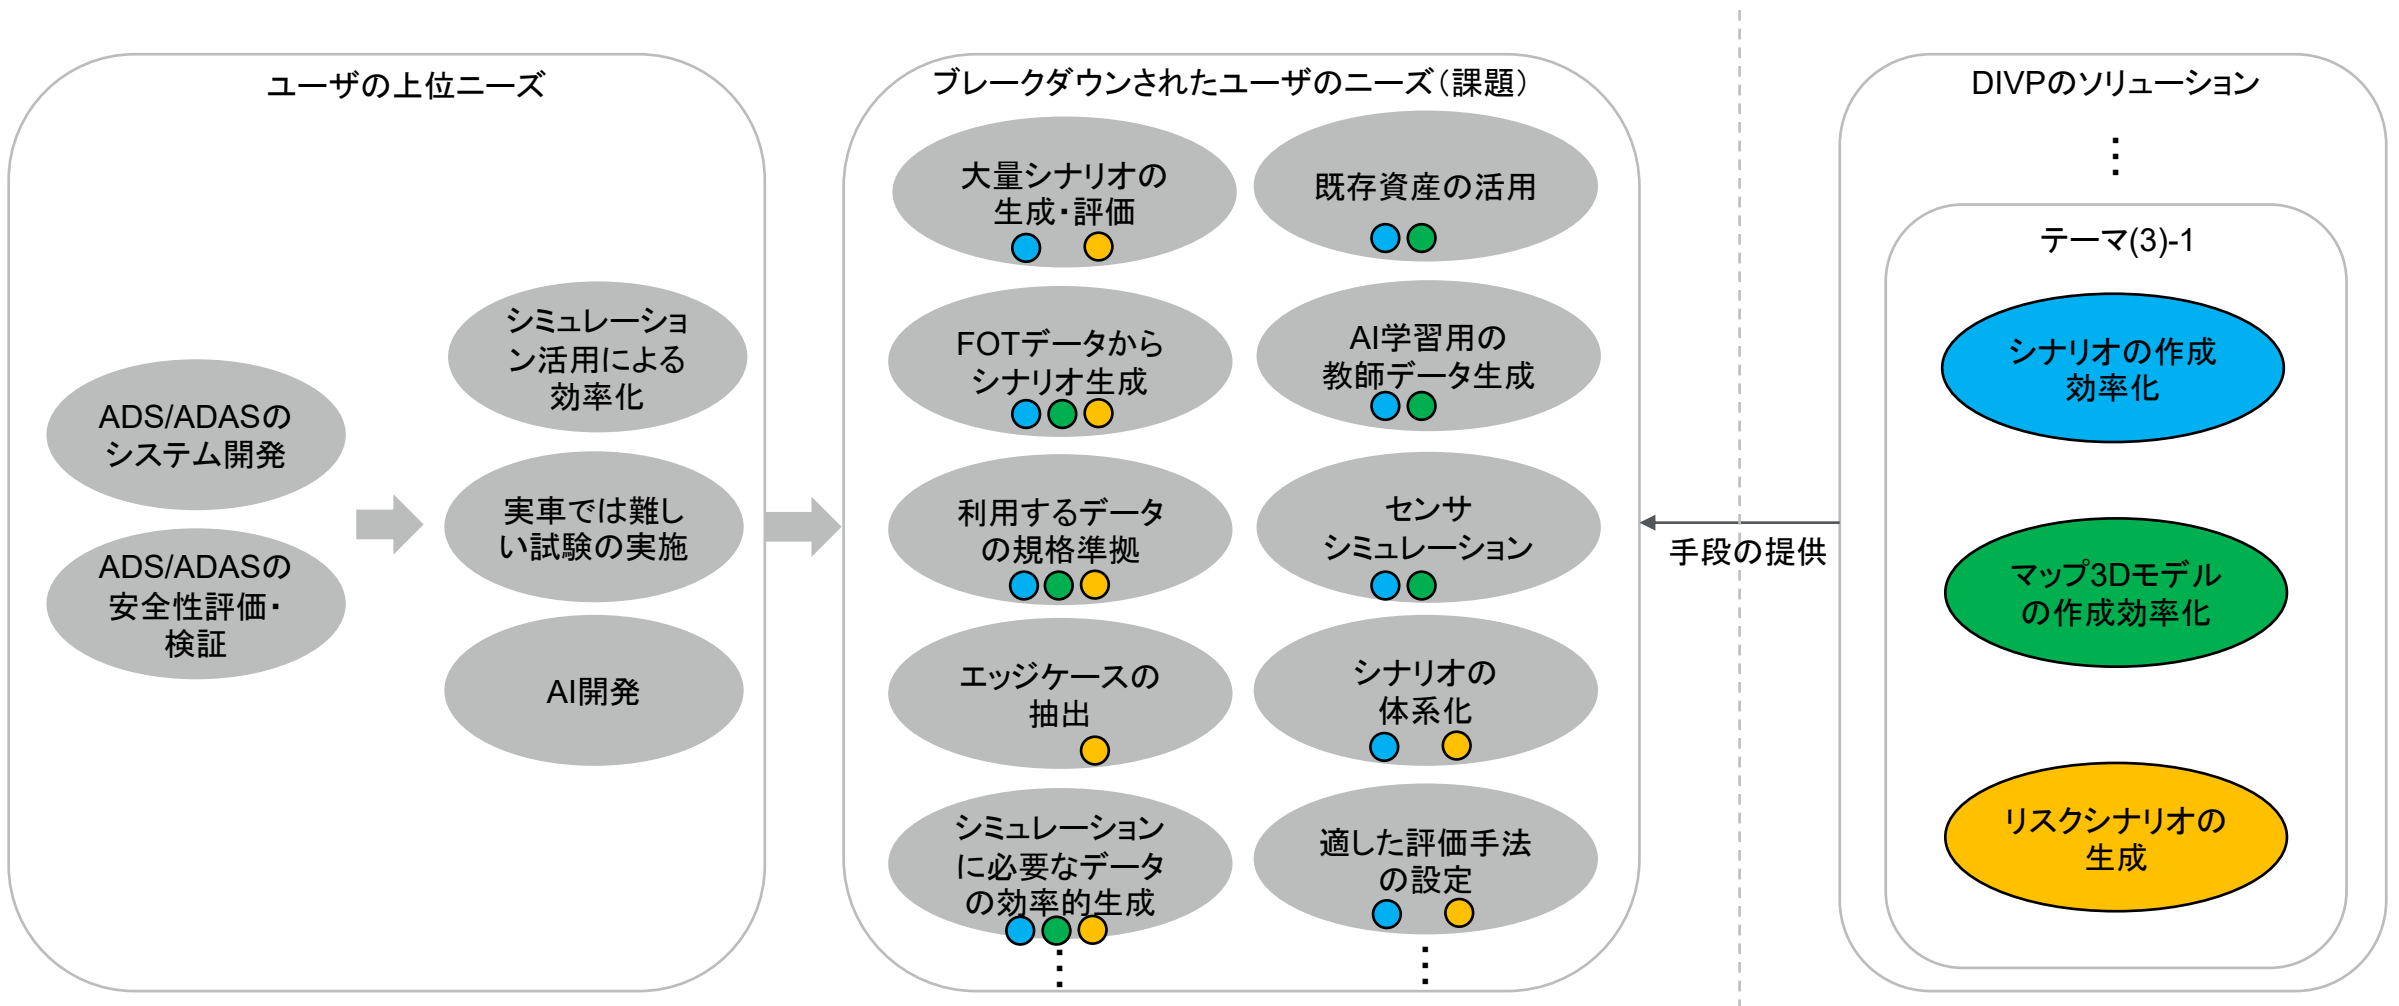 ユーザの上位ニーズ
ADS/ADASの
システム開発
ADS/ADASの
安全性評価・
検証
シミュレーショ
ン活用による
効率化
実車では難し
い試験の実施
AI開発
ブレークダウンされたユーザのニーズ（課題）
大量シナリオの
生成・評価
既存資産の活用
FOTデータから
シナリオ生成
AI学習用の
教師データ生成
利用するデータ
の規格準拠
センサ
シミュレーション
エッジケースの
抽出
シナリオの
体系化
シミュレーション
に必要なデータ
の効率的生成
適した評価手法
の設定
⋮
⋮
手段の提供
DIVPのソリューション
⋮
テーマ(3)-1
シナリオの作成
効率化
マップ3Dモデル
の作成効率化
リスクシナリオの
生成